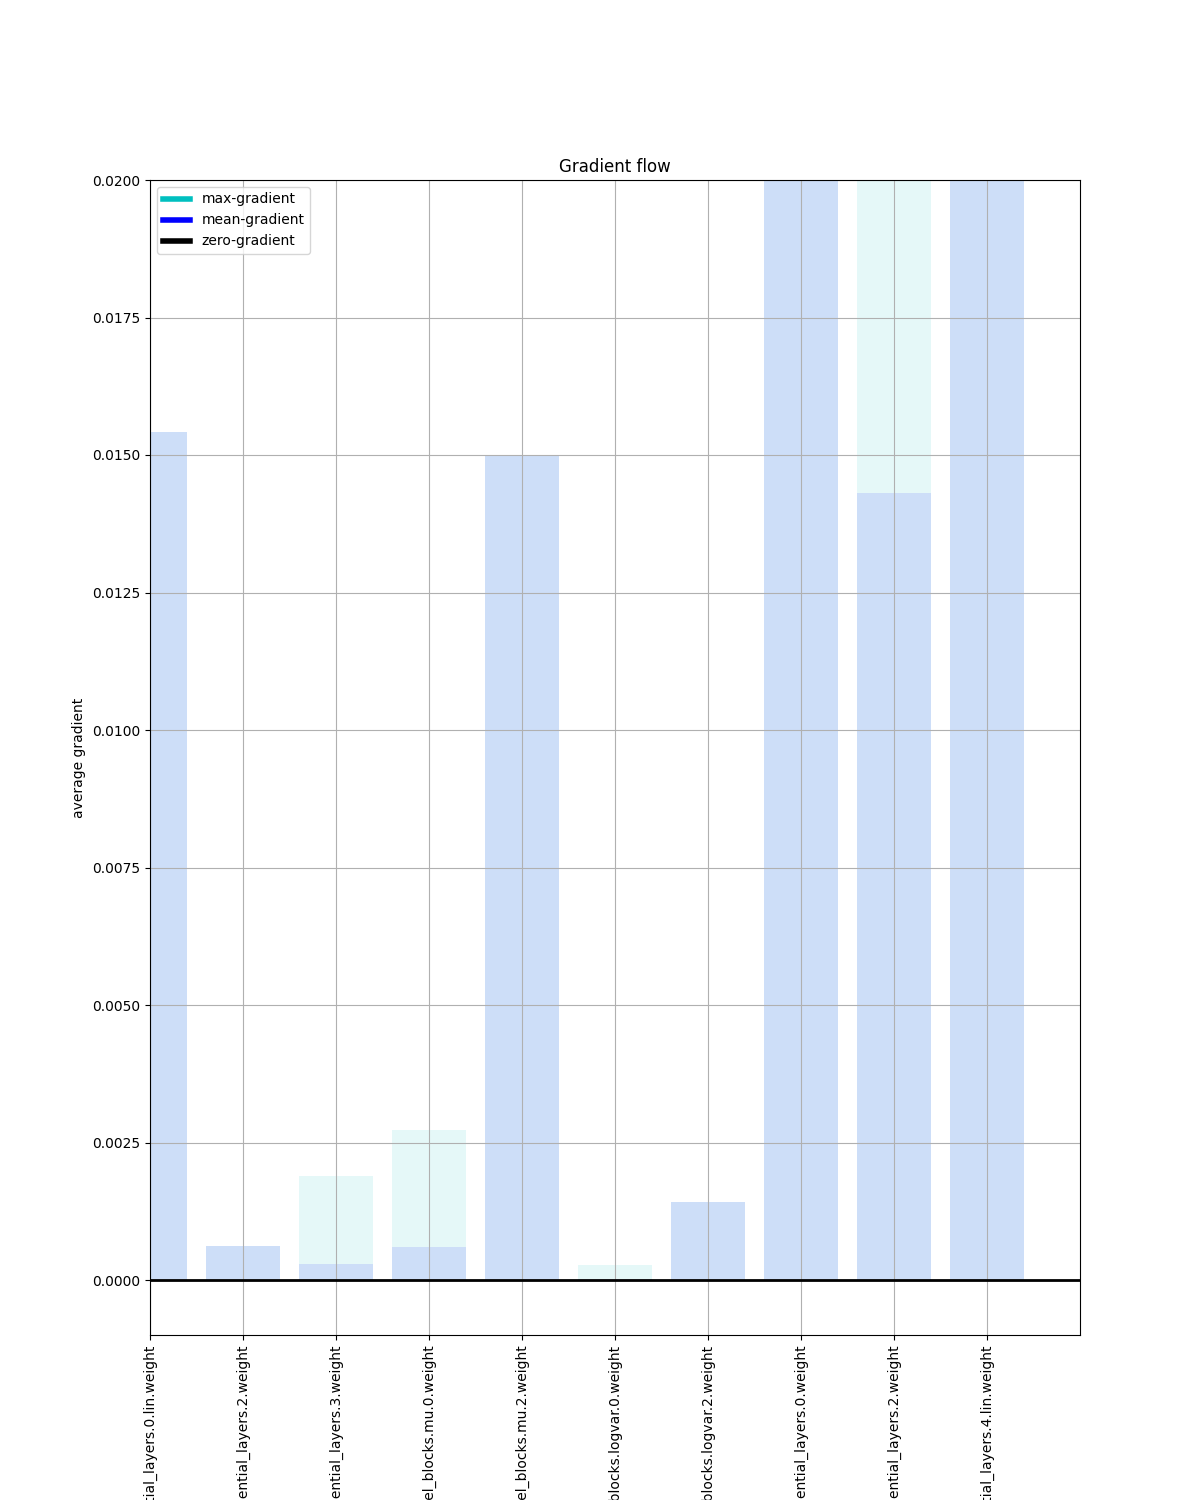 Gradient flow
max-gradient
mean-gradient
zero-gradient
0.0200
0.0175
0.0150
0.0125
0.0100
0.0075
0.0050
0.0025
0.0000
average gradient
tial_layers.0.lin.weight
ential_layers.2.weight
ential_layers.3.weight
el_blocks.mu.0.weight
el_blocks.mu.2.weight
blocks.logvar.0.weight
blocks.logvar.2.weight
ential_layers.0.weight
ential_layers.2.weight
tial_layers.4.lin.weight